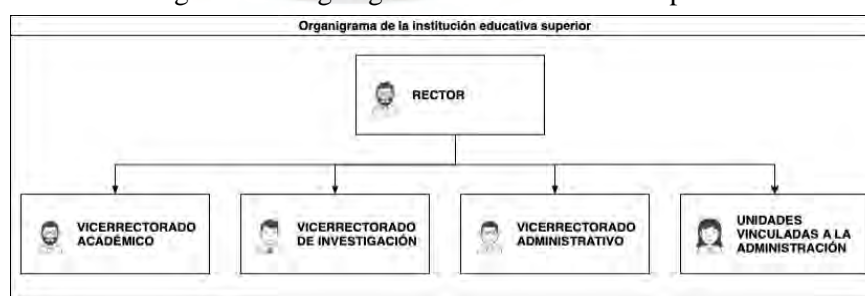 Organigrama de la institución educativa superior
RECTOR
VICERRECTORADO
ACADÉMICO
VICERRECTORADO
DE INVESTIGACIÓN
VICERRECTORADO
ADMINISTRATIVO
UNIDADES
VINCULADAS A LA
ADMINISTRACIÓN